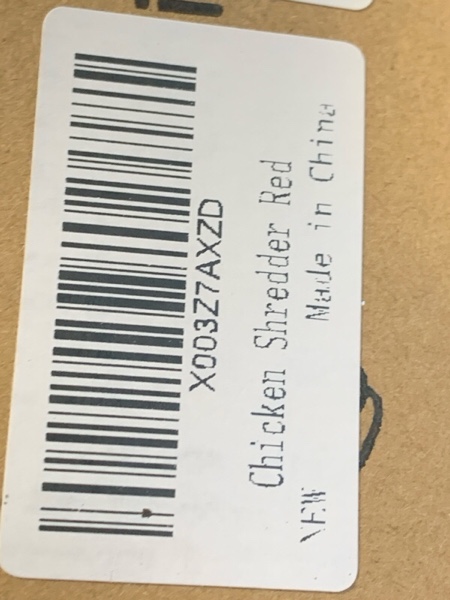 X003Z7AXZD
Chicken Shredder Red
NEW Made in China